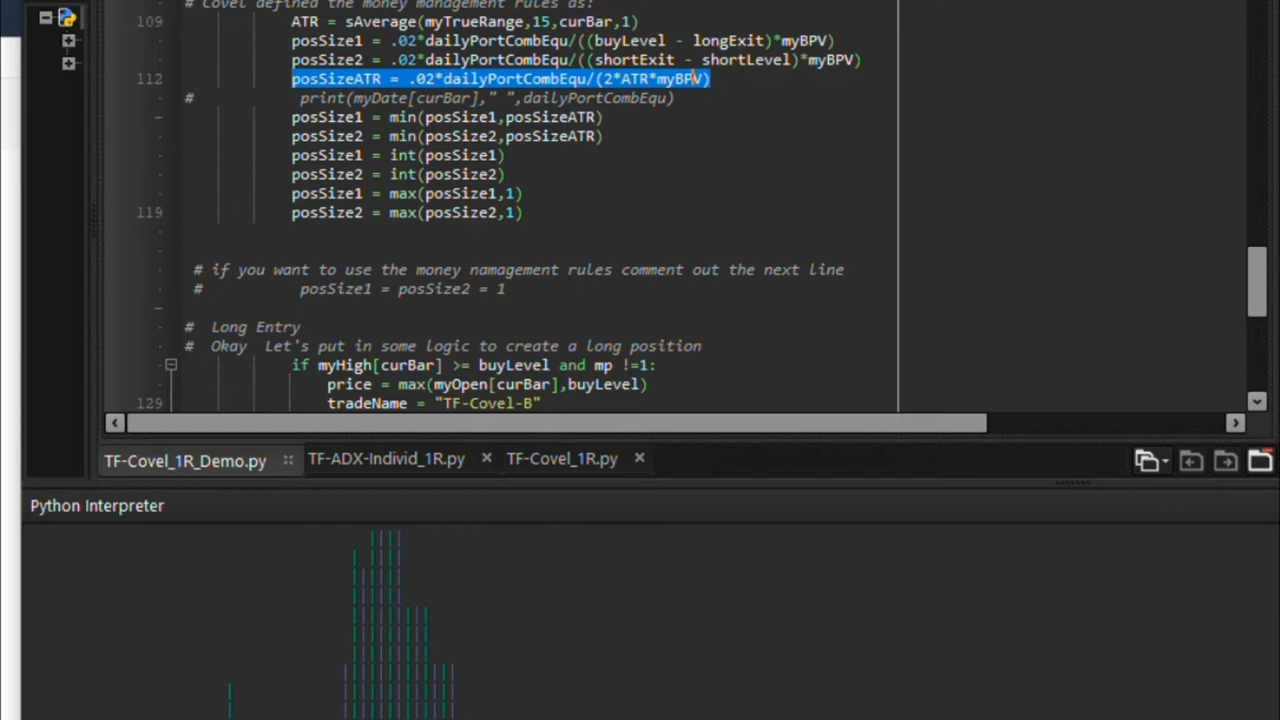 # Covel defined the money management rules as:
109 ATR = sAverage(myTrueRange,15,curBar,1)
posSize1 = .02*dailyPortCombEqu/((buyLevel - longExit)*myBPV)
posSize2 = .02*dailyPortCombEqu/((shortExit - shortLevel)*myBPV)
112 posSizeATR = .02*dailyPortCombEqu/(2*ATR*myBPV)
# print(myDate[curBar]," ",dailyPortCombEqu)
posSize1 = min(posSize1,posSizeATR)
posSize2 = min(posSize2,posSizeATR)
posSize1 = int(posSize1)
posSize2 = int(posSize2)
posSize1 = max(posSize1,1)
119 posSize2 = max(posSize2,1)
# if you want to use the money namagement rules comment out the next line
# posSize1 = posSize2 = 1
# Long Entry
# Okay Let's put in some logic to create a long position
if myHigh[curBar] >= buyLevel and mp !=1:
price = max(myOpen[curBar],buyLevel)
129 tradeName = "TF-Covel-B"
TF-Covel_1R_Demo.py TF-ADX-Individ_1R.py TF-Covel_1R.py
Python Interpreter